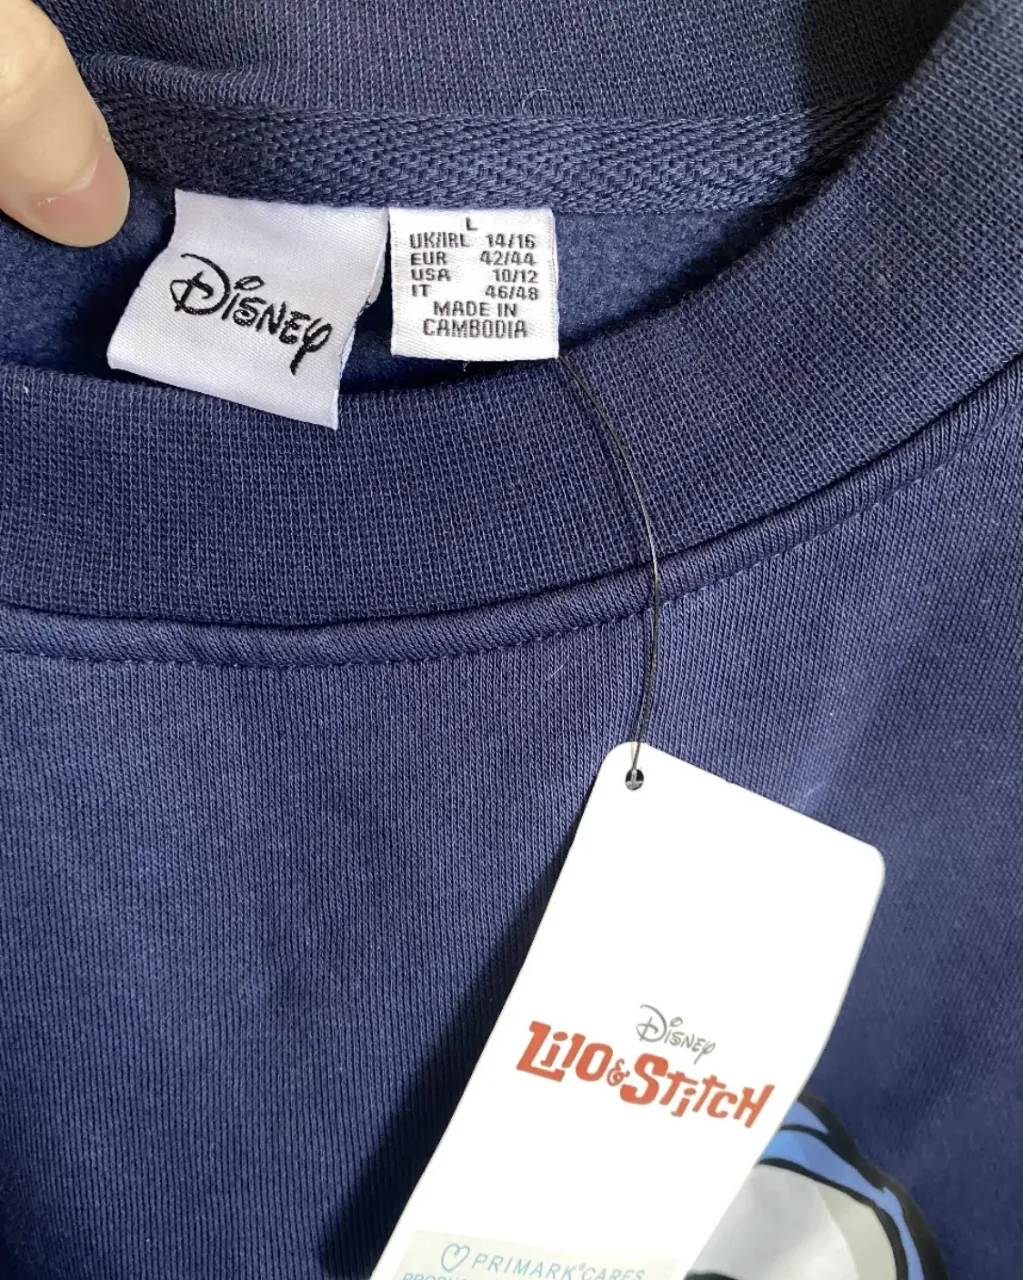 Disney
L
UK/IRL 14/16
EUR 42/44
USA 10/12
IT 46/48
MADE IN
CAMBODIA
Disney
Lilo & Stitch
PRIMARK® CARES